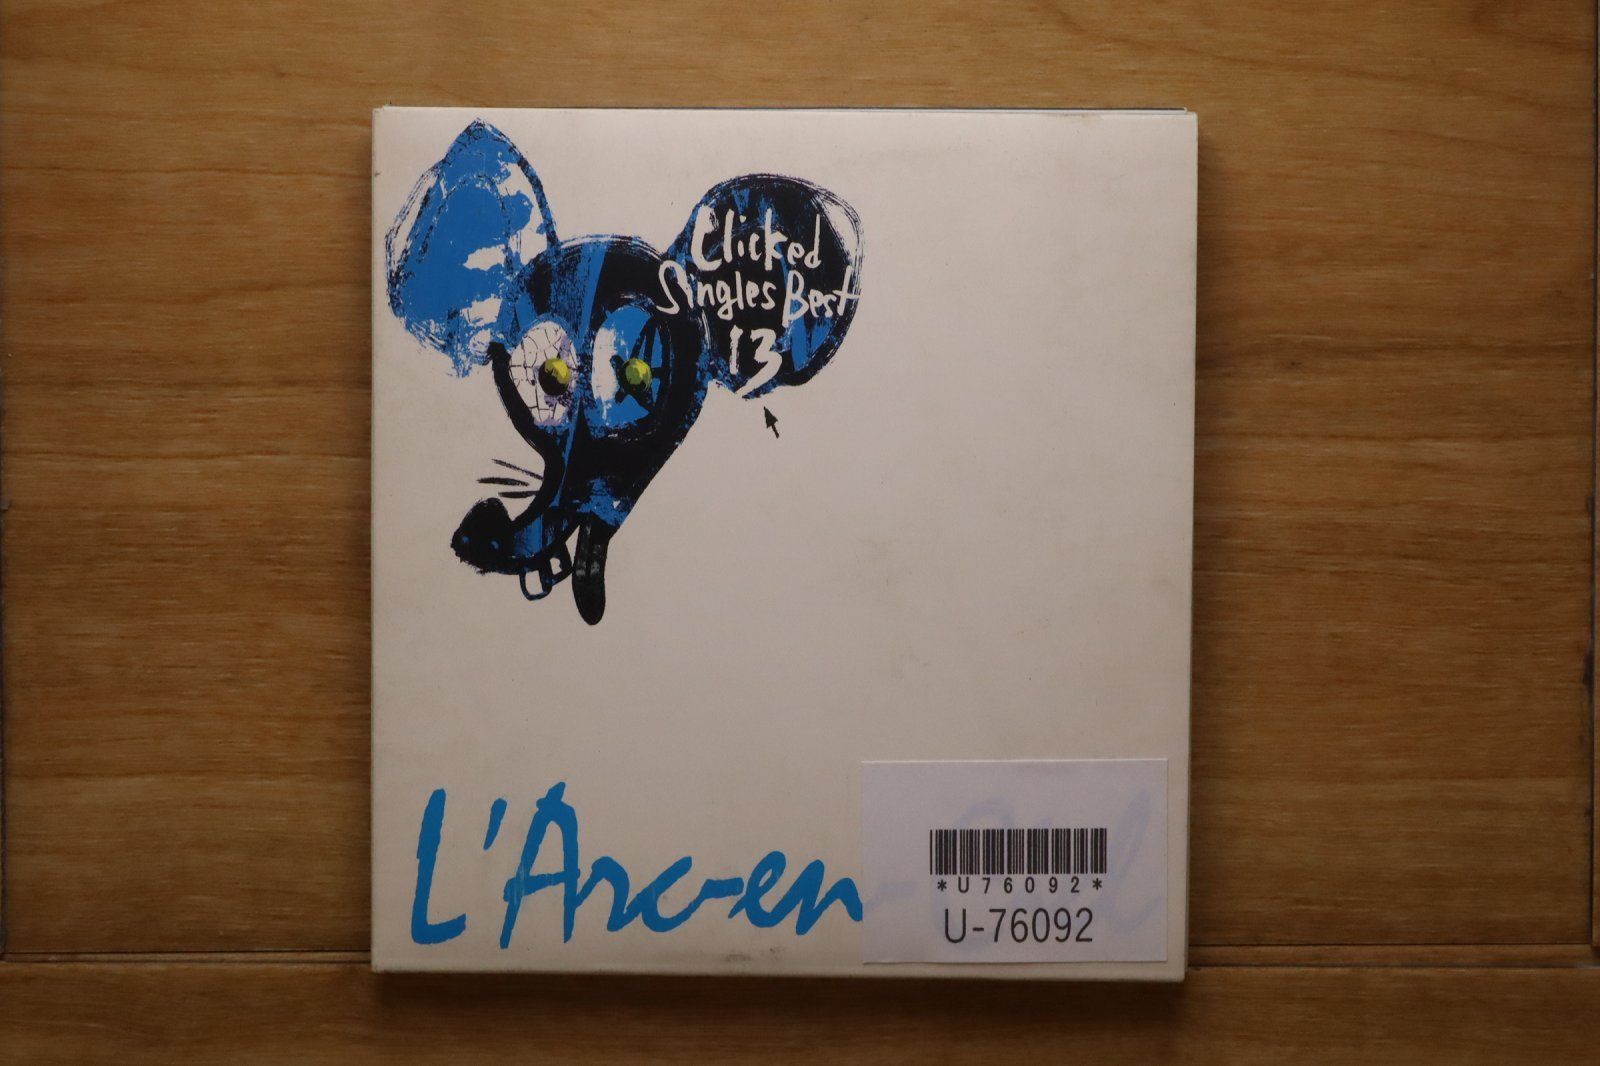 Clicked
Singles Best
13
L'Arc-en
*U76092*
U-76092